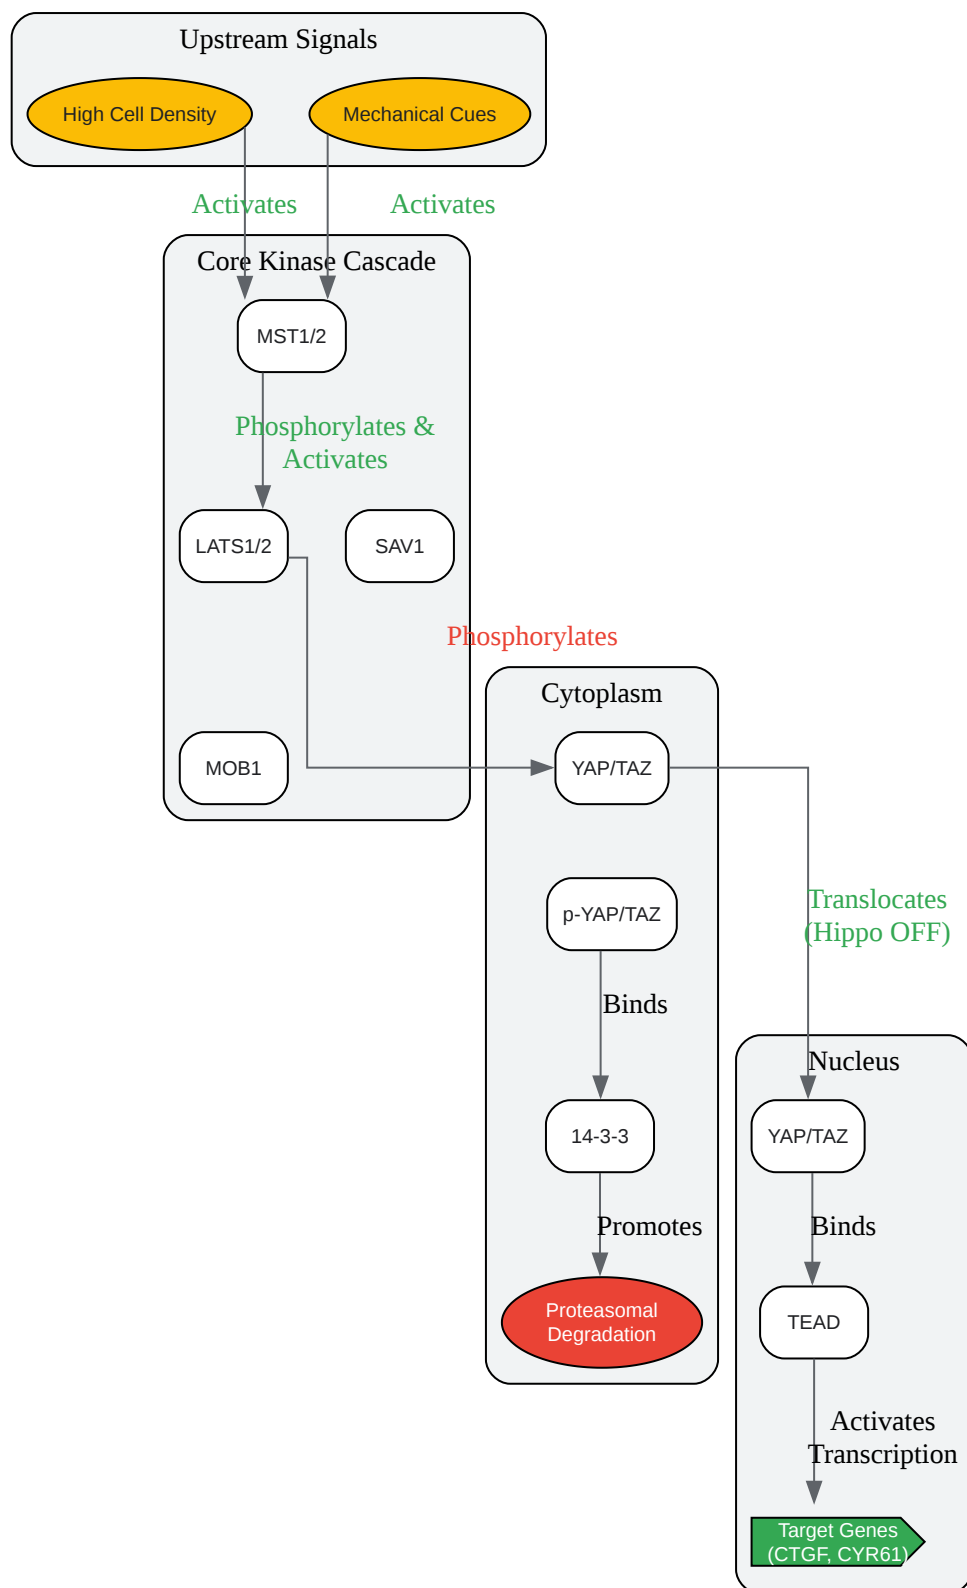 Upstream Signals
High Cell Density
Mechanical Cues
Activates
Activates
Core Kinase Cascade
MST1/2
Phosphorylates &
Activates
LATS1/2
SAV1
Phosphorylates
Cytoplasm
MOB1
YAP/TAZ
p-YAP/TAZ
Translocates
(Hippo OFF)
Binds
Nucleus
14-3-3
YAP/TAZ
Promotes
Binds
Proteasomal
Degradation
TEAD
Activates
Transcription
Target Genes
(CTGF, CYR61)